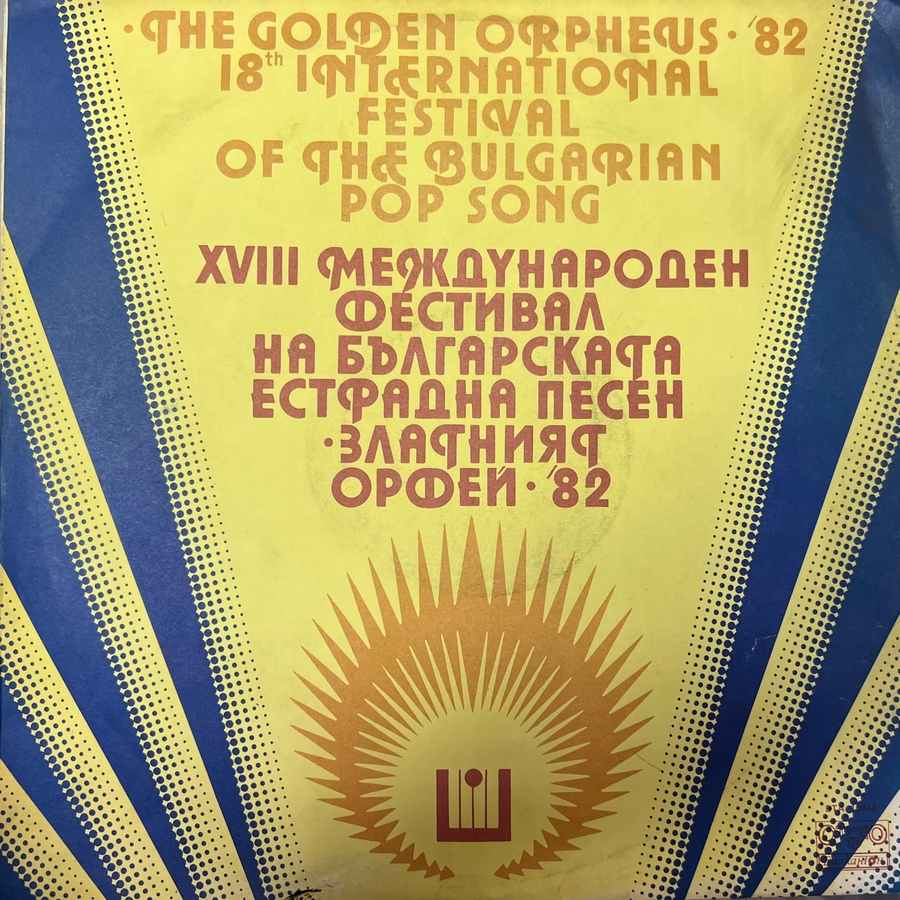 ·THE GOLDEN ORPHEUS· '82
18th INTERNATIONAL
FESTIVAL
OF THE BULGARIAN
POP SONG
XVIII МЕЖДУНАРОДЕН
ФЕСТИВАЛ
НА БЪЛГАРСКАТА
ЕСТРАДНА ПЕСЕН
·ЗЛАТНИЯТ
ОРФЕЙ· '82